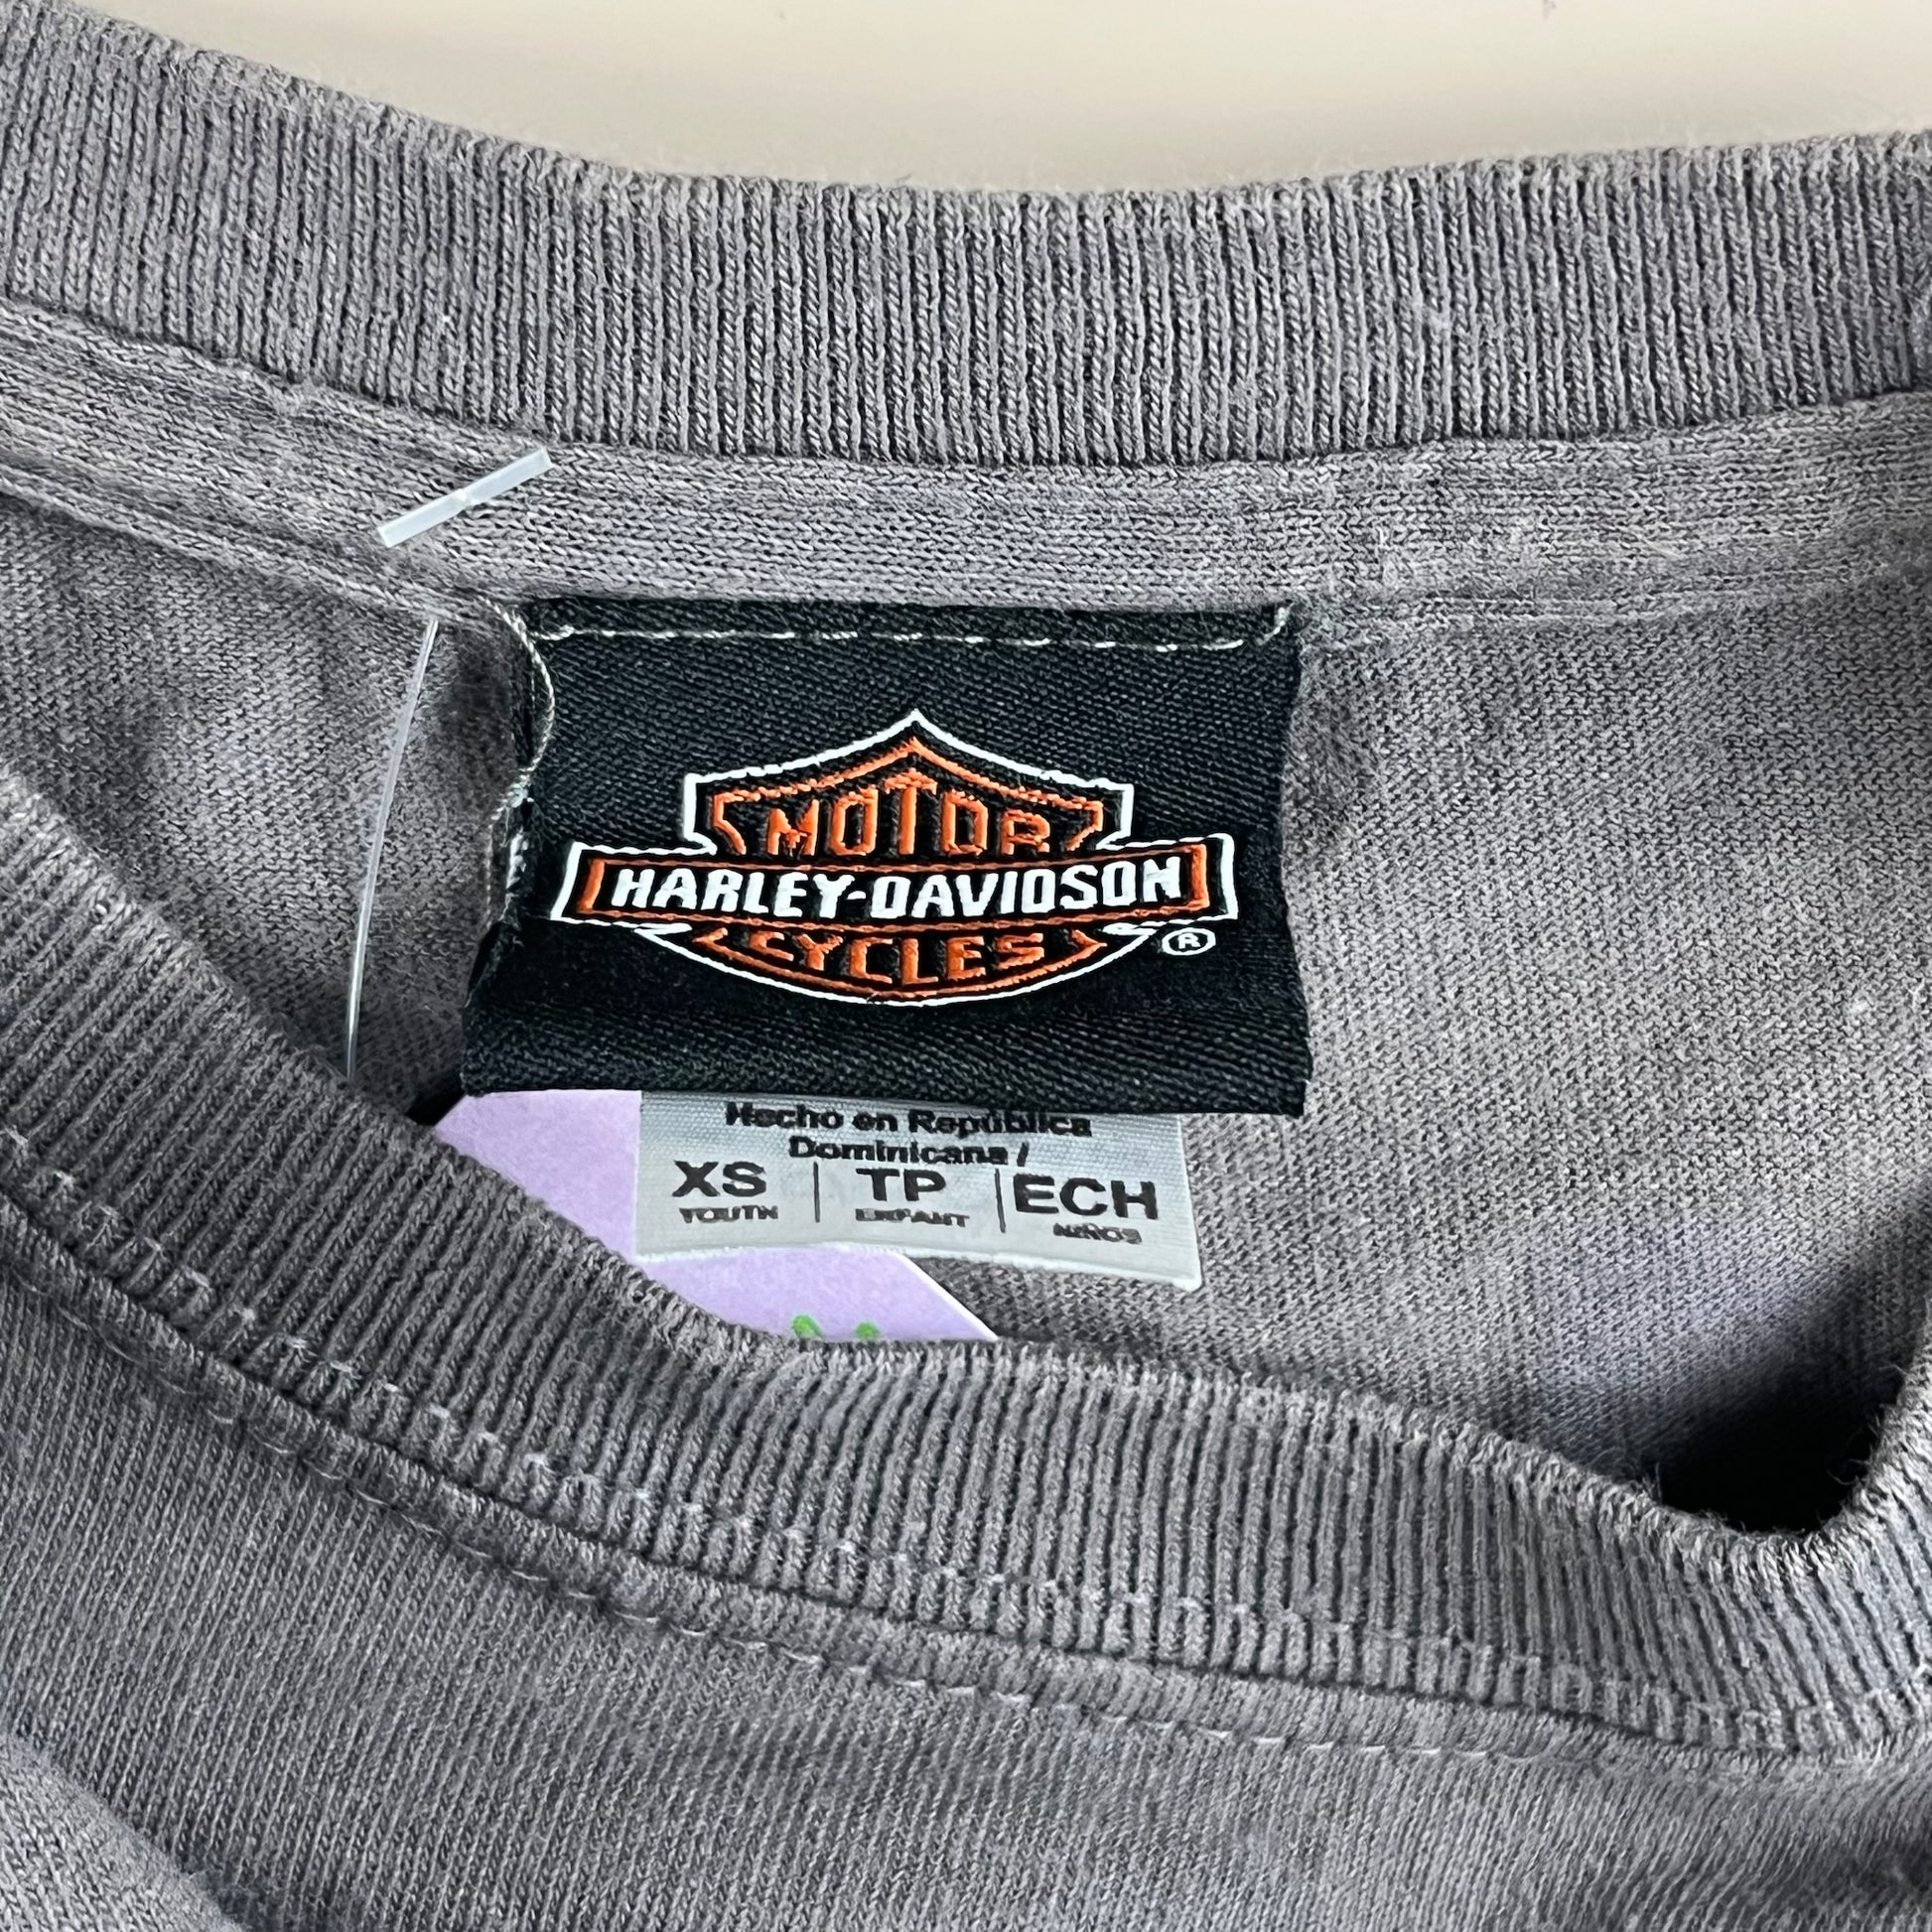 MOTOR
HARLEY-DAVIDSON
CYCLES ®
Hecho en República
Dominicana /
XS | TP | ECH
YOUTH ENFANT NIÑOS